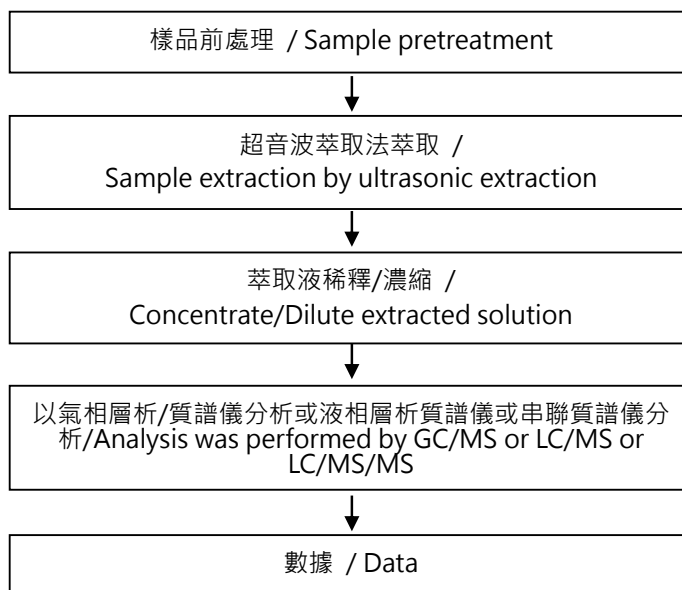 樣品前處理 / Sample pretreatment
超音波萃取法萃取 /
Sample extraction by ultrasonic extraction
萃取液稀釋/濃縮 /
Concentrate/Dilute extracted solution
以氣相層析/質譜儀分析或液相層析質譜儀或串聯質譜儀分
析/Analysis was performed by GC/MS or LC/MS or
LC/MS/MS
數據 / Data